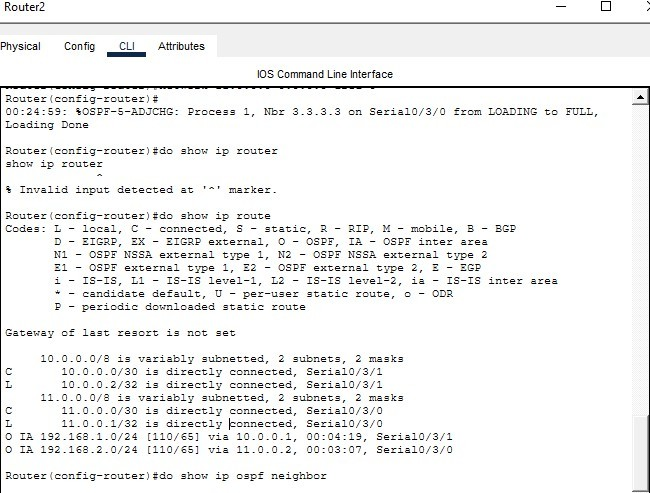 Router2
Physical Config CLI Attributes
IOS Command Line Interface
Router(config-router)#
00:24:59: %OSPF-5-ADJCHG: Process 1, Nbr 3.3.3.3 on Serial0/3/0 from LOADING to FULL,
Loading Done
Router(config-router)#do show ip router
show ip router
^
% Invalid input detected at '^' marker.
Router(config-router)#do show ip route
Codes: L - local, C - connected, S - static, R - RIP, M - mobile, B - BGP
D - EIGRP, EX - EIGRP external, O - OSPF, IA - OSPF inter area
N1 - OSPF NSSA external type 1, N2 - OSPF NSSA external type 2
E1 - OSPF external type 1, E2 - OSPF external type 2, E - EGP
i - IS-IS, L1 - IS-IS level-1, L2 - IS-IS level-2, ia - IS-IS inter area
* - candidate default, U - per-user static route, o - ODR
P - periodic downloaded static route
Gateway of last resort is not set
10.0.0.0/8 is variably subnetted, 2 subnets, 2 masks
C 10.0.0.0/30 is directly connected, Serial0/3/1
L 10.0.0.2/32 is directly connected, Serial0/3/1
11.0.0.0/8 is variably subnetted, 2 subnets, 2 masks
C 11.0.0.0/30 is directly connected, Serial0/3/0
L 11.0.0.1/32 is directly connected, Serial0/3/0
O IA 192.168.1.0/24 [110/65] via 10.0.0.1, 00:04:19, Serial0/3/1
O IA 192.168.2.0/24 [110/65] via 11.0.0.2, 00:03:07, Serial0/3/0
Router(config-router)#do show ip ospf neighbor